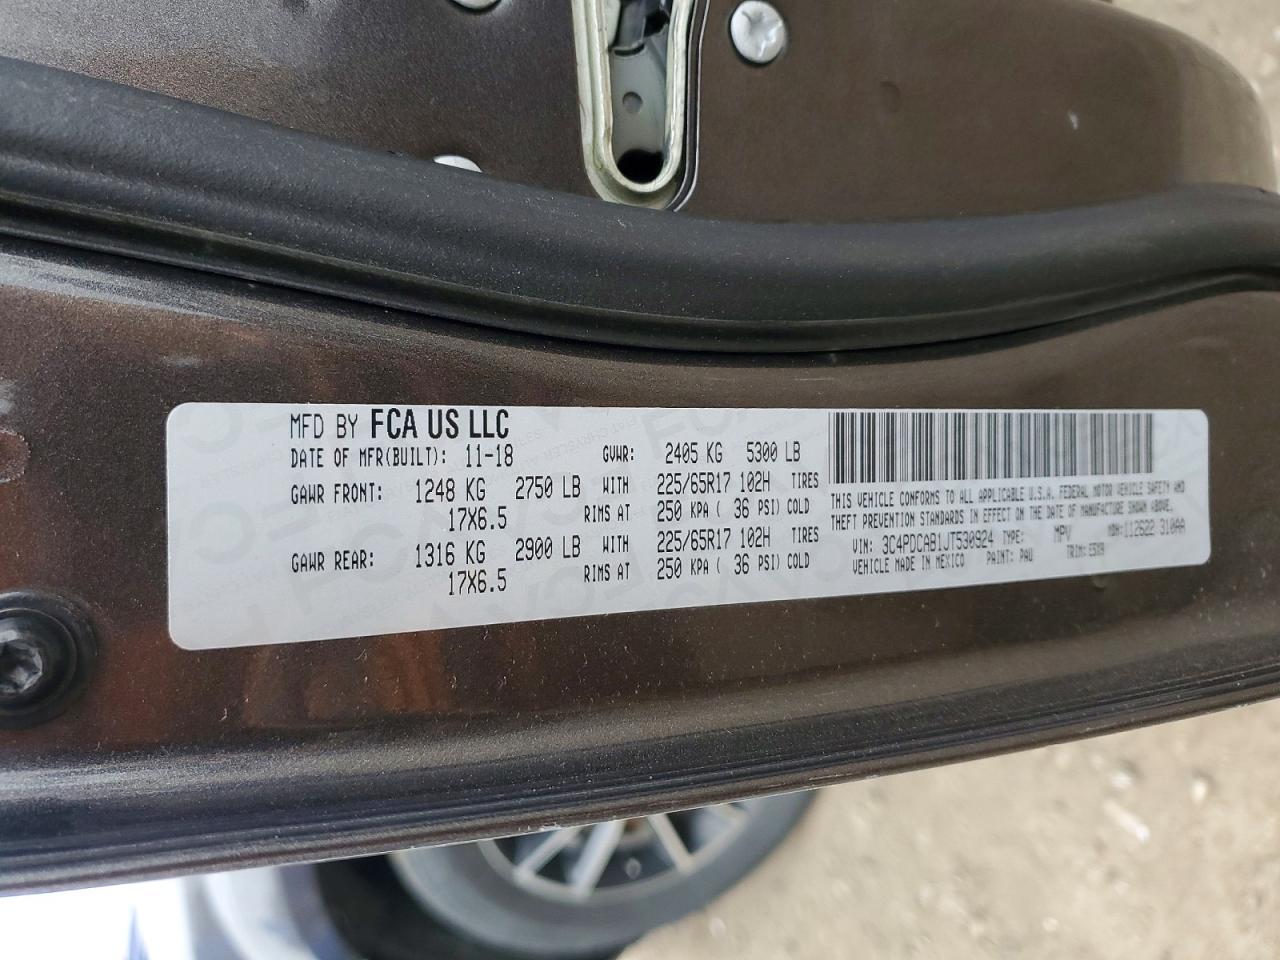 MFD BY FCA US LLC
DATE OF MFR(BUILT): 11-18 GVWR: 2405 KG 5300 LB
GAWR FRONT: 1248 KG 2750 LB WITH 225/65R17 102H TIRES
17X6.5 RIMS AT 250 KPA ( 36 PSI) COLD
GAWR REAR: 1316 KG 2900 LB WITH 225/65R17 102H TIRES
17X6.5 RIMS AT 250 KPA ( 36 PSI) COLD
THIS VEHICLE CONFORMS TO ALL APPLICABLE U.S.A. FEDERAL MOTOR VEHICLE SAFETY AND
THEFT PREVENTION STANDARDS IN EFFECT ON THE DATE OF MANUFACTURE SHOWN ABOVE.
VIN: 3C4PDCAB1JT530924 TYPE: MPV MDH: 112622 310AA
VEHICLE MADE IN MEXICO PAINT: PAU TRIM: